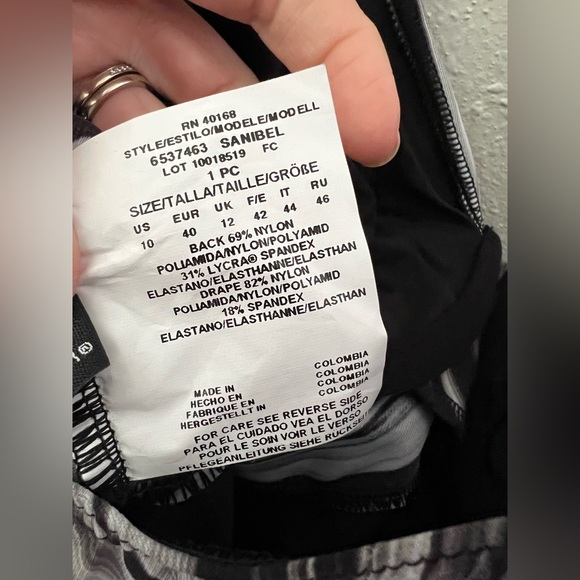 RN 40168
STYLE/ESTILO/MODELE/MODELL
6537463 SANIBEL
LOT 10018519 FC
1 PC
SIZE/TALLA/TAILLE/GRÖSSE
US EUR UK F/E IT RU
10 40 12 42 44 46
BACK 69% NYLON
POLIAMIDA/NYLON/POLYAMID
31% LYCRA® SPANDEX
ELASTANO/ELASTHANNE/ELASTHAN
DRAPE 82% NYLON
POLIAMIDA/NYLON/POLYAMID
18% SPANDEX
ELASTANO/ELASTHANNE/ELASTHAN
MADE IN COLOMBIA
HECHO EN COLOMBIA
FABRIQUE EN COLOMBIA
HERGESTELLT IN COLOMBIA
FOR CARE SEE REVERSE SIDE
PARA EL CUIDADO VEA EL DORSO
POUR LE SOIN VOIR LE VERSO
PFLEGEANLEITUNG SIEHE